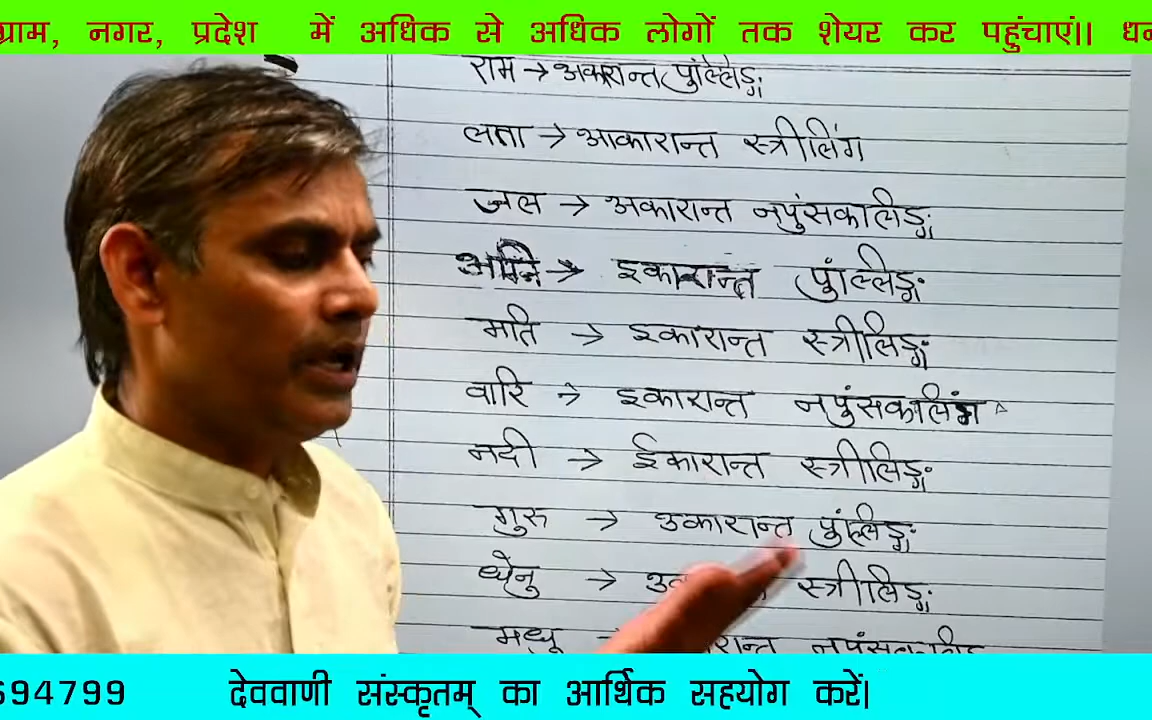 ग्राम, नगर, प्रदेश में अधिक से अधिक लोगों तक शेयर कर पहुंचाएं।।
राम → अकारान्त पुंल्लिङ्ग
लता → आकारान्त स्त्रीलिंग
जल → अकारान्त नपुंसकलिङ्ग
अग्नि → इकारान्त पुंल्लिङ्ग
मति → इकारान्त स्त्रीलिङ्ग
वारि → इकारान्त नपुंसकलिंग
नदी → ईकारान्त स्त्रीलिङ्ग
गुरु → उकारान्त पुंलिङ्ग
धेनु → स्त्रीलिङ्ग
मधू
694799 देववाणी संस्कृतम् का आर्थिक सहयोग करें।